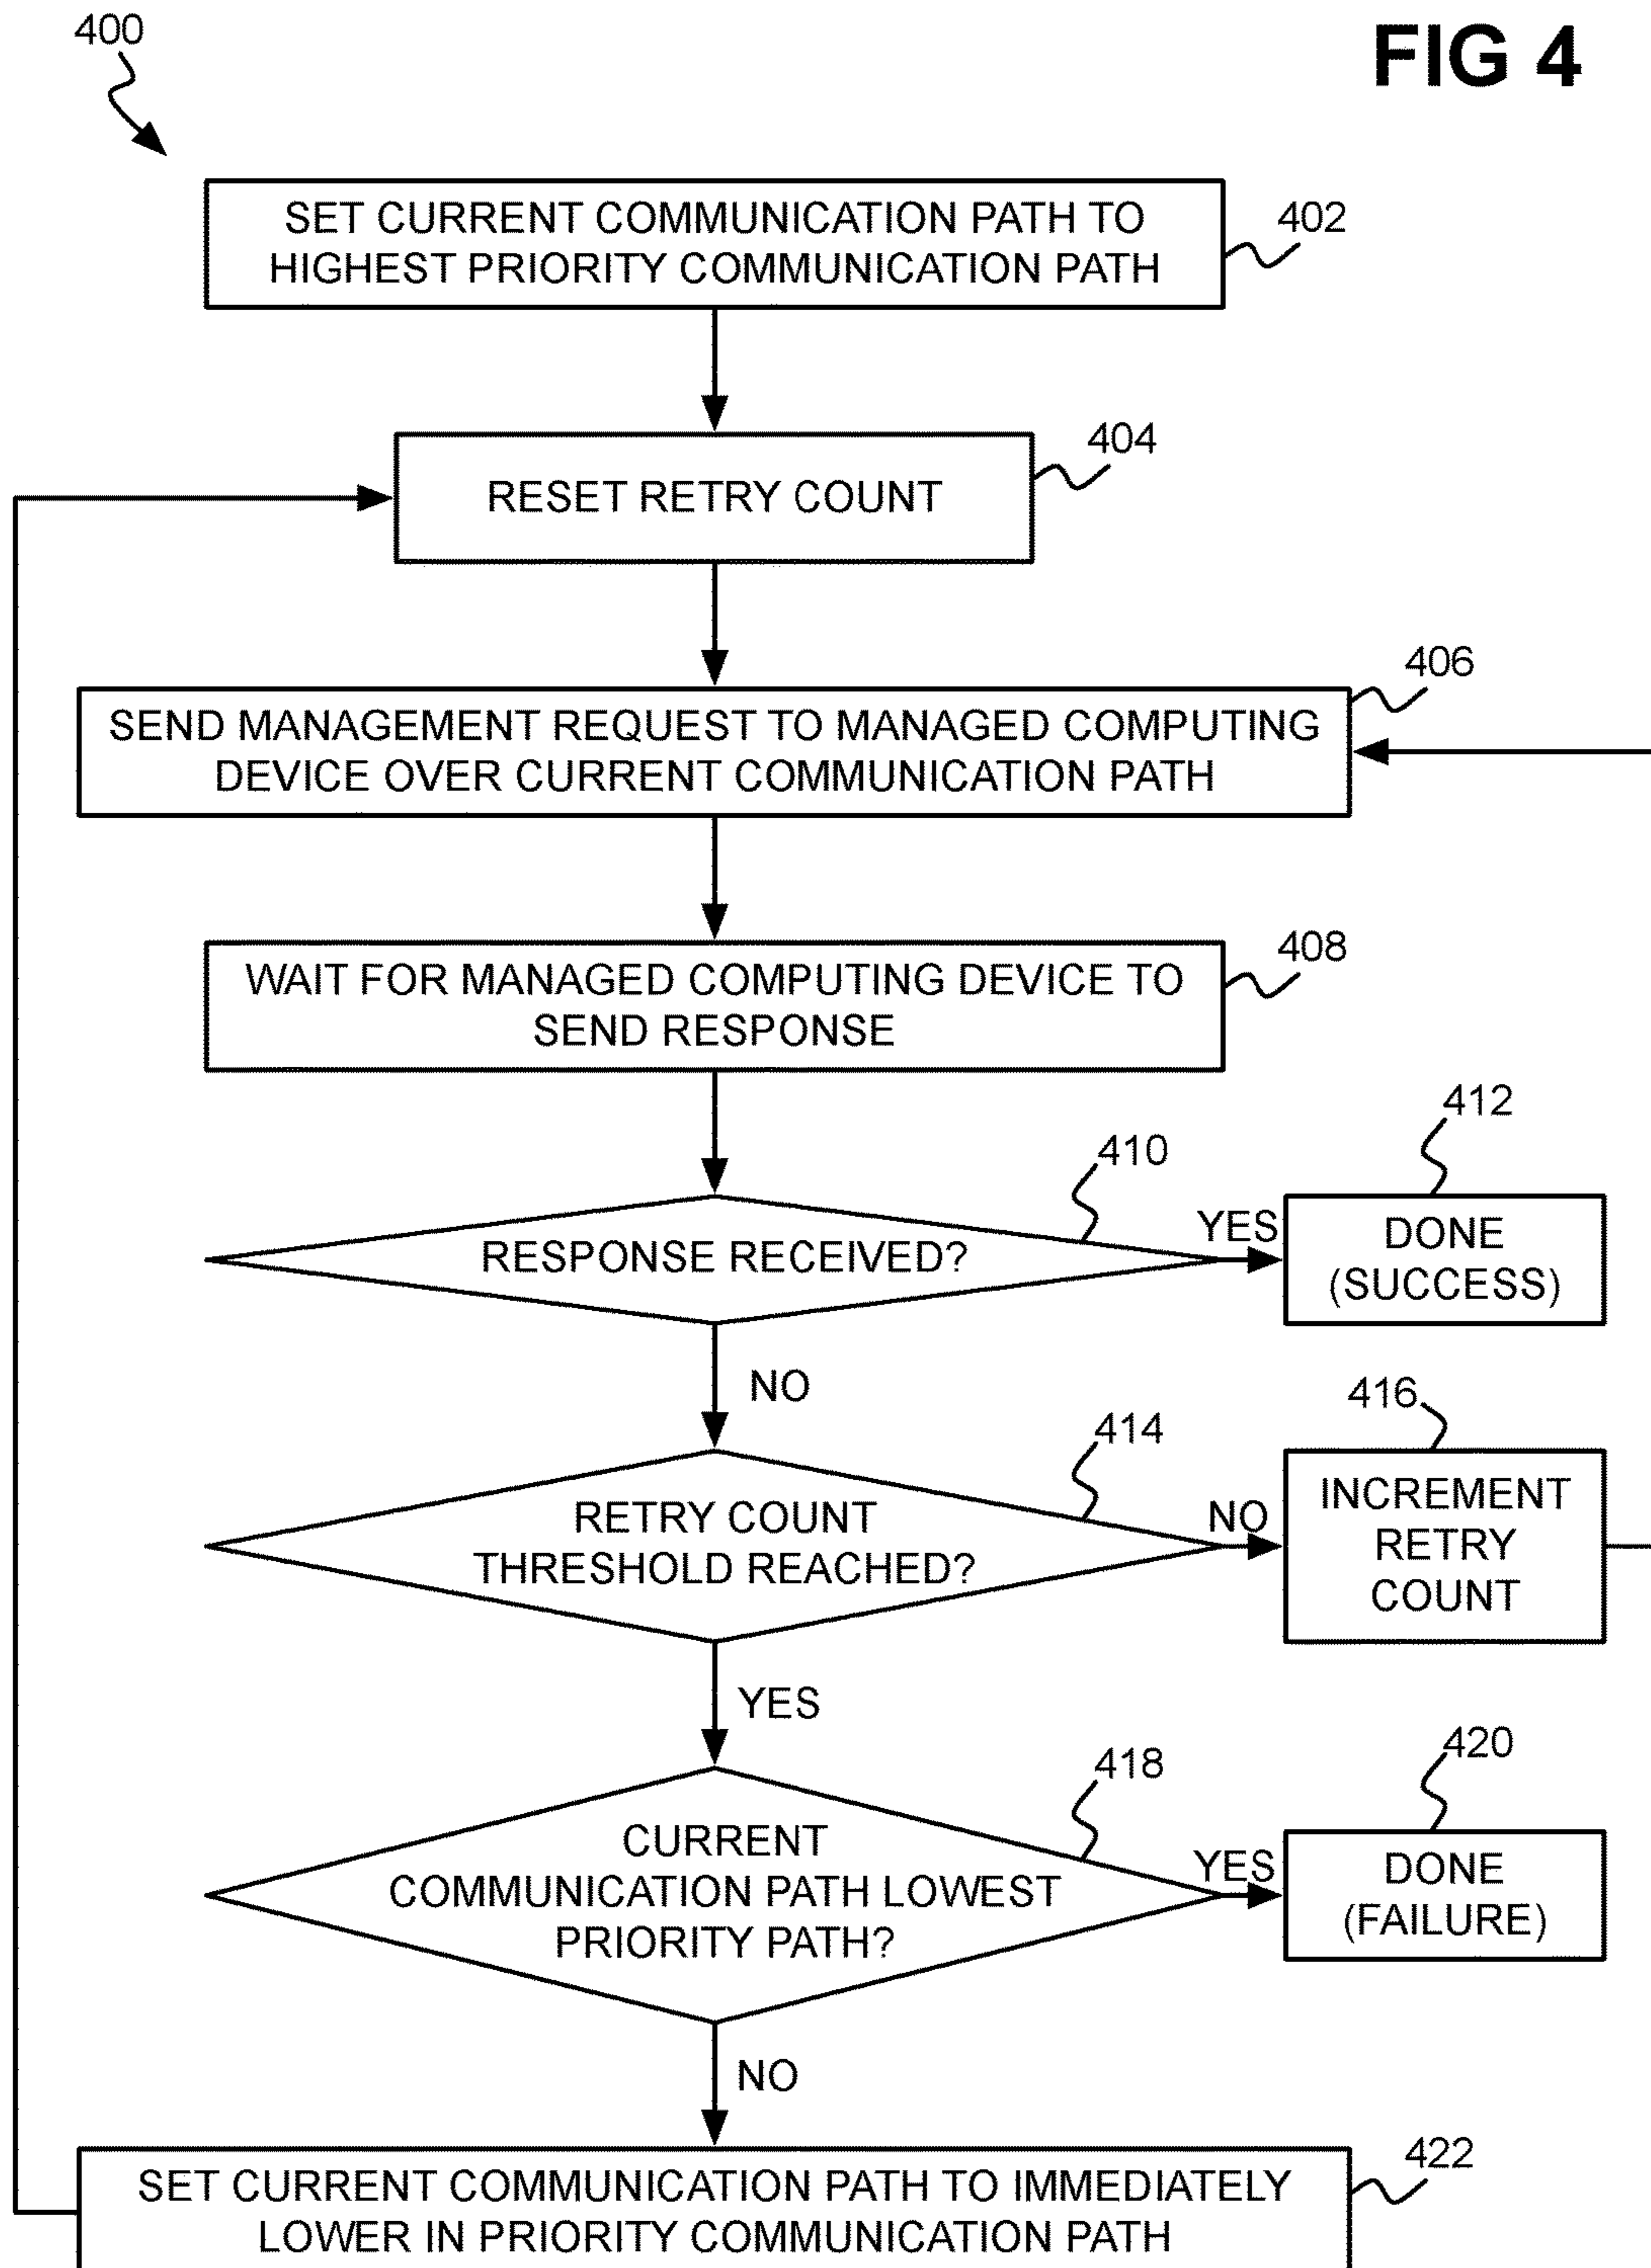 400
FIG 4
SET CURRENT COMMUNICATION PATH TO
HIGHEST PRIORITY COMMUNICATION PATH
402
404
RESET RETRY COUNT
406
SEND MANAGEMENT REQUEST TO MANAGED COMPUTING
DEVICE OVER CURRENT COMMUNICATION PATH
408
WAIT FOR MANAGED COMPUTING DEVICE TO
SEND RESPONSE
410
412
RESPONSE RECEIVED?
YES
DONE
(SUCCESS)
NO
414
416
RETRY COUNT
THRESHOLD REACHED?
NO
INCREMENT
RETRY
COUNT
YES
418
420
CURRENT
COMMUNICATION PATH LOWEST
PRIORITY PATH?
YES
DONE
(FAILURE)
NO
422
SET CURRENT COMMUNICATION PATH TO IMMEDIATELY
LOWER IN PRIORITY COMMUNICATION PATH